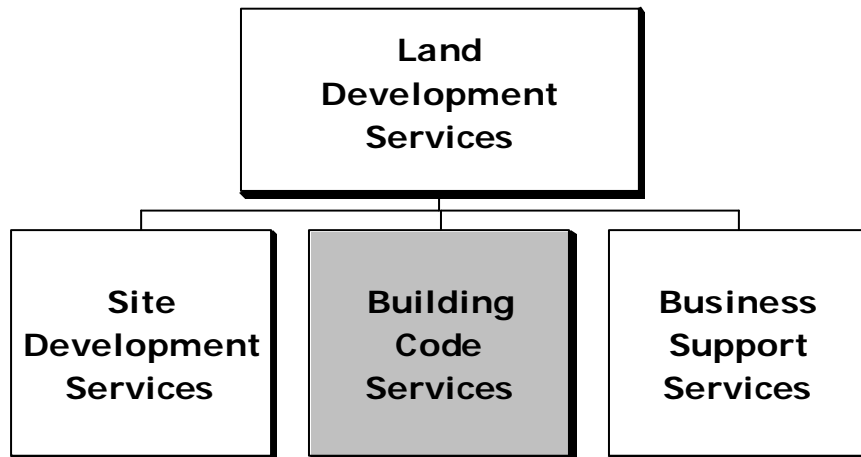 Land
Development
Services
Site
Development
Services
Building
Code
Services
Business
Support
Services